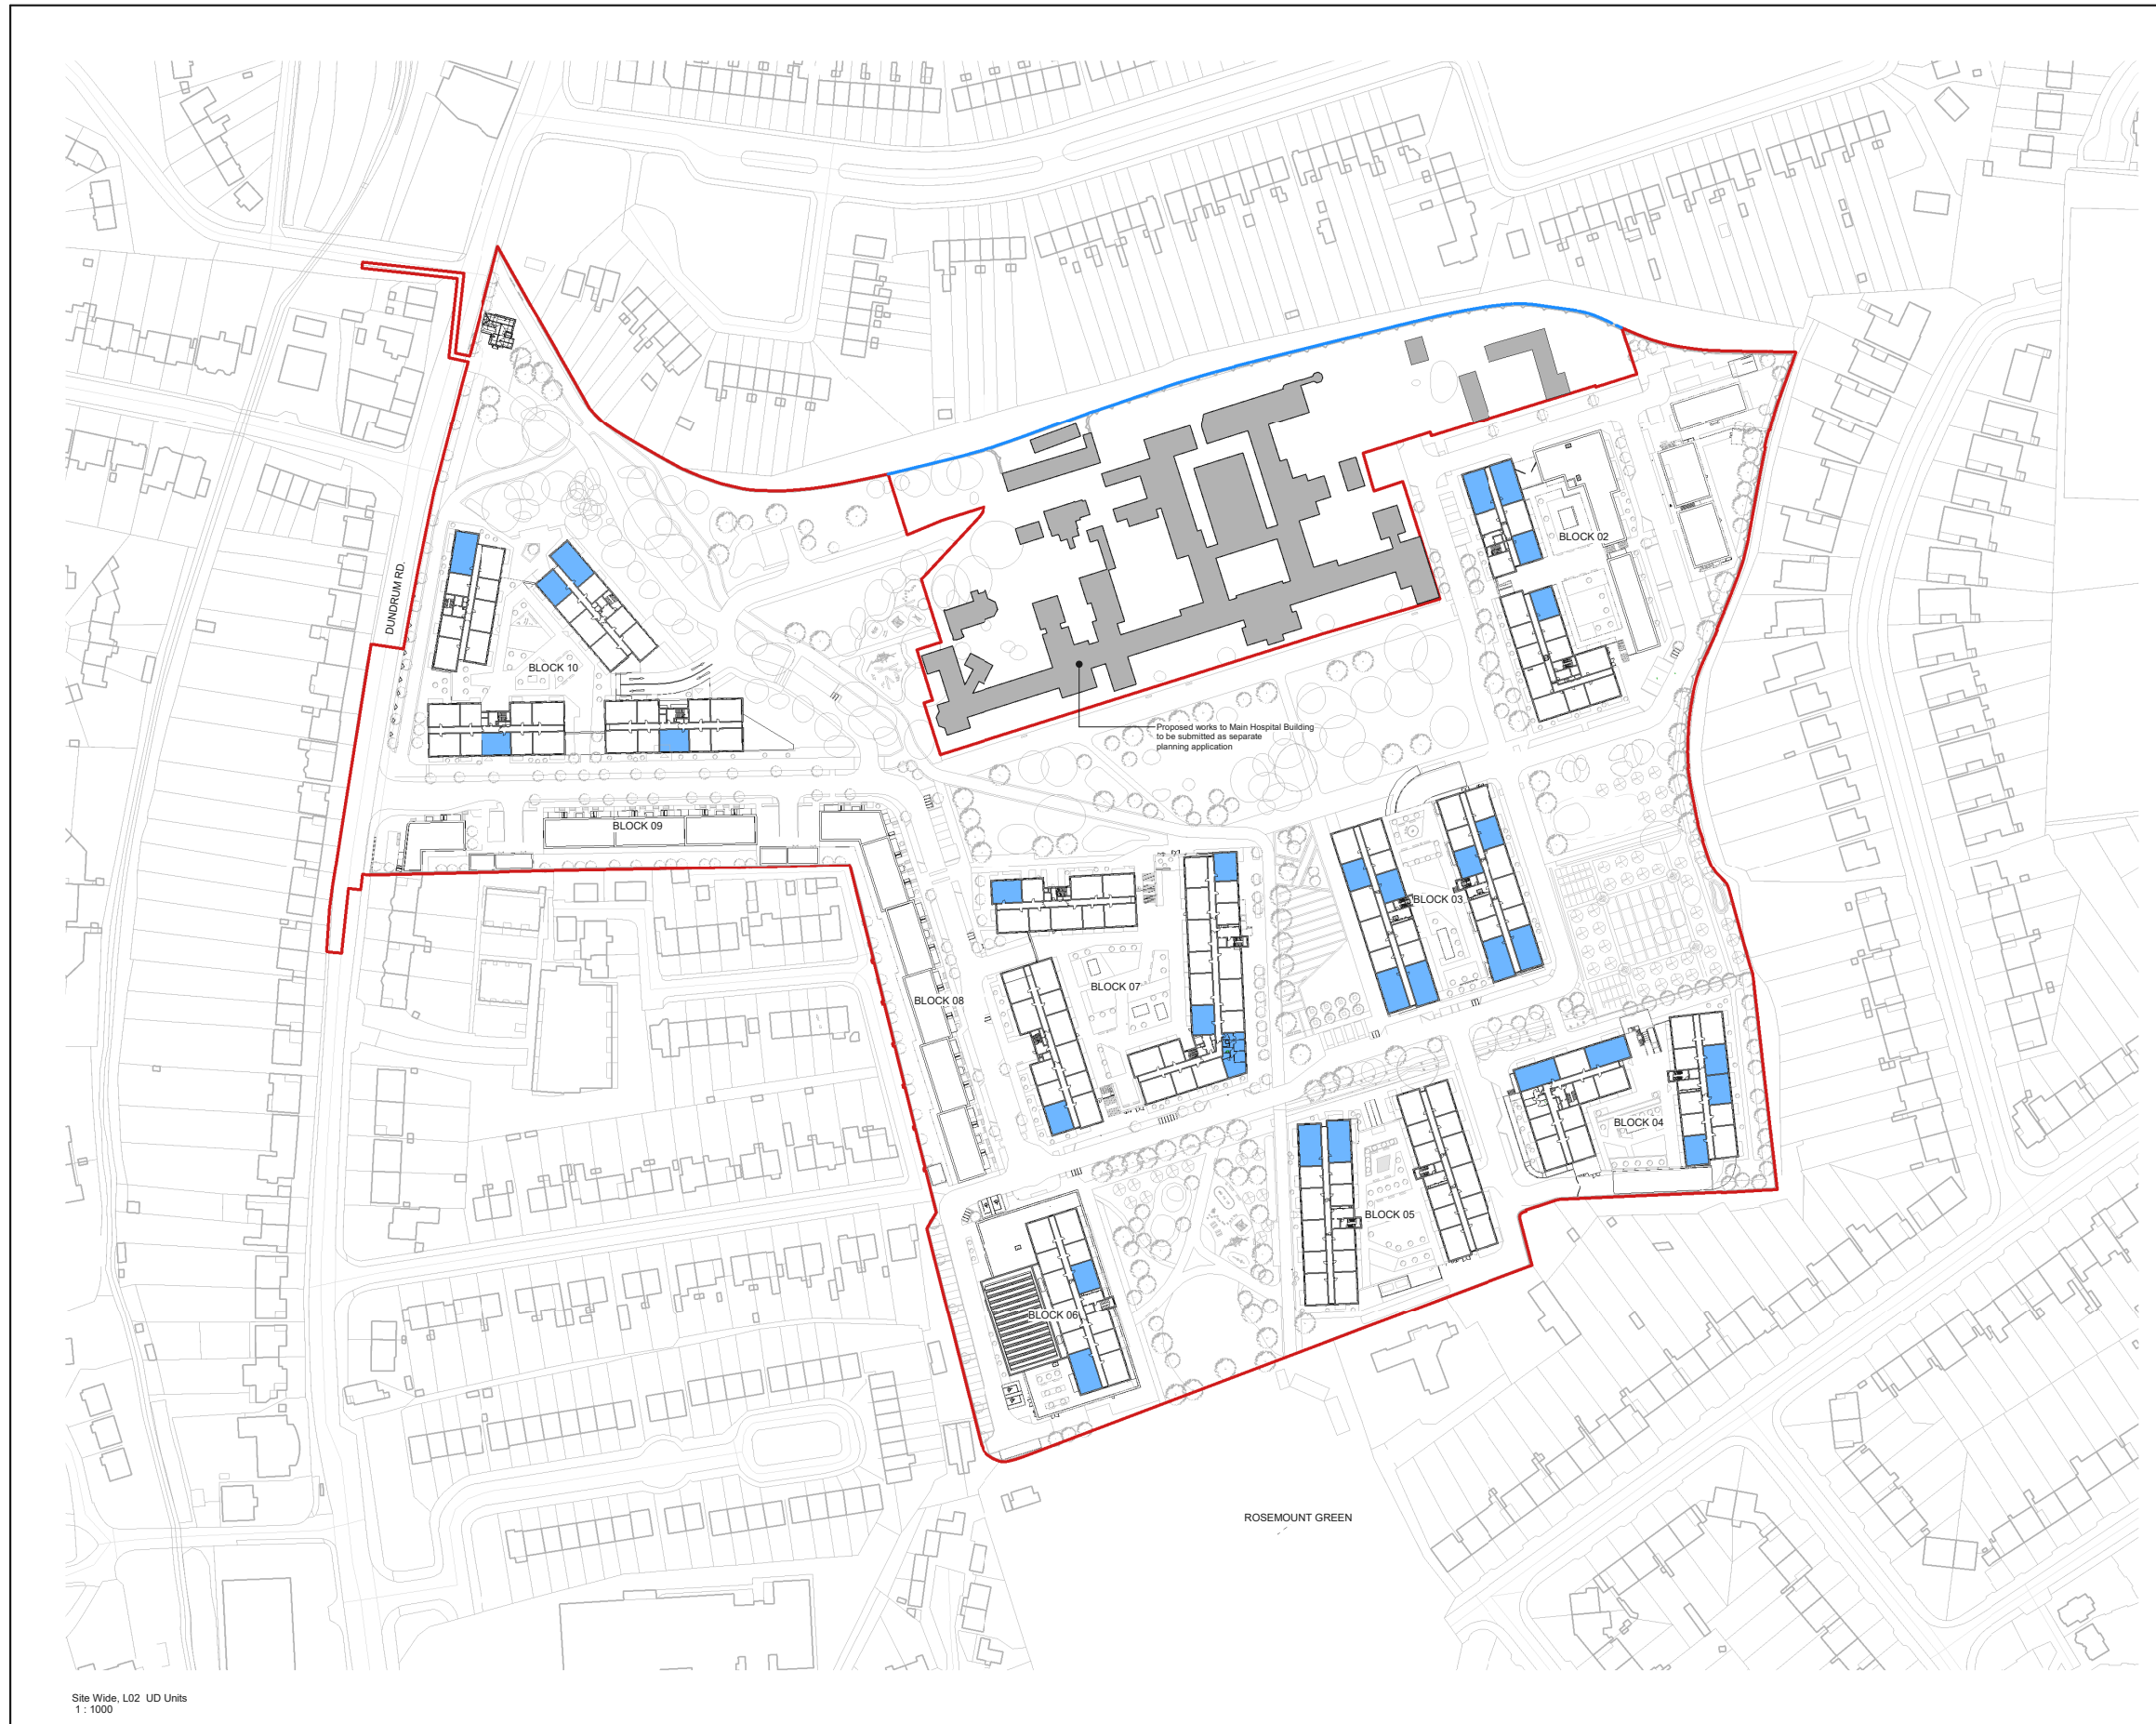 DUNDRUM RD.
BLOCK 02
BLOCK 10
Proposed works to Main Hospital Building
to be submitted as separate
planning application
BLOCK 09
BLOCK 03
BLOCK 08
BLOCK 07
BLOCK 04
BLOCK 05
BLOCK 06
ROSEMOUNT GREEN
Site Wide, L02 UD Units
1 : 1000